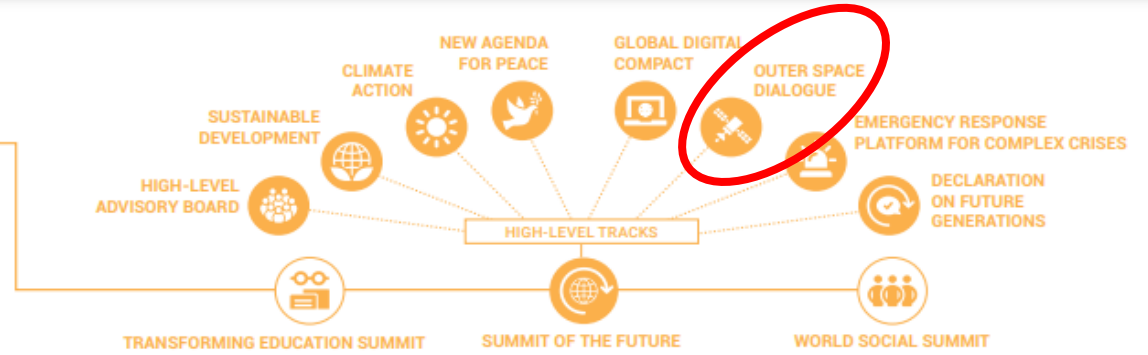 NEW AGENDA
FOR PEACE
GLOBAL DIGITAL
COMPACT
CLIMATE
ACTION
OUTER SPACE
DIALOGUE
SUSTAINABLE
DEVELOPMENT
EMERGENCY RESPONSE
PLATFORM FOR COMPLEX CRISES
HIGH-LEVEL
ADVISORY BOARD
DECLARATION
ON FUTURE
GENERATIONS
HIGH-LEVEL TRACKS
TRANSFORMING EDUCATION SUMMIT
SUMMIT OF THE FUTURE
WORLD SOCIAL SUMMIT